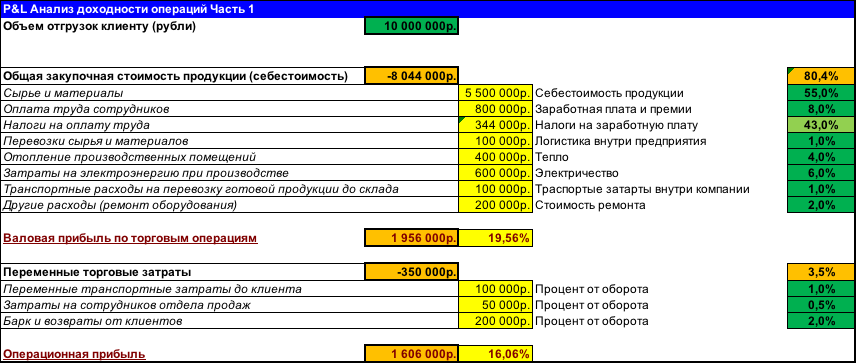 P&L Анализ доходности операций Часть 1
Объем отгрузок клиенту (рубли) 10 000 000р.
Общая закупочная стоимость продукции (себестоимость) -8 044 000р. 80,4%
Сырье и материалы 5 500 000р. Себестоимость продукции 55,0%
Оплата труда сотрудников 800 000р. Заработная плата и премии 8,0%
Налоги на оплату труда 344 000р. Налоги на заработную плату 43,0%
Перевозки сырья и материалов 100 000р. Логистика внутри предприятия 1,0%
Отопление производственных помещений 400 000р. Тепло 4,0%
Затраты на электроэнергию при производстве 600 000р. Электричество 6,0%
Транспортные расходы на перевозку готовой продукции до склада 100 000р. Траспортые затарты внутри компании 1,0%
Другие расходы (ремонт оборудования) 200 000р. Стоимость ремонта 2,0%
Валовая прибыль по торговым операциям 1 956 000р. 19,56%
Переменные торговые затраты -350 000р. 3,5%
Переменные транспортные затраты до клиента 100 000р. Процент от оборота 1,0%
Затраты на сотрудников отдела продаж 50 000р. Процент от оборота 0,5%
Барк и возвраты от клиентов 200 000р. Процент от оборота 2,0%
Операционная прибыль 1 606 000р. 16,06%